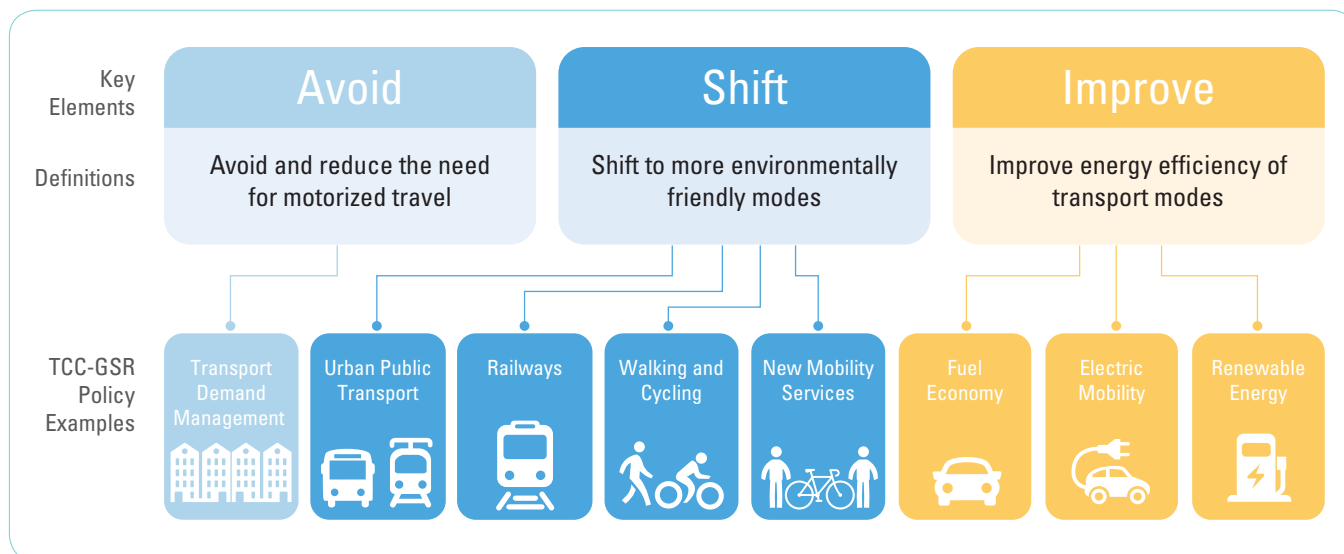 Key
Elements
Avoid
Shift
Improve
Definitions
Avoid and reduce the need
for motorized travel
Shift to more environmentally
friendly modes
Improve energy efficiency of
transport modes
TCC-GSR
Policy
Examples
Transport
Demand
Management
Urban Public
Transport
Railways
Walking and
Cycling
New Mobility
Services
Fuel
Economy
Electric
Mobility
Renewable
Energy